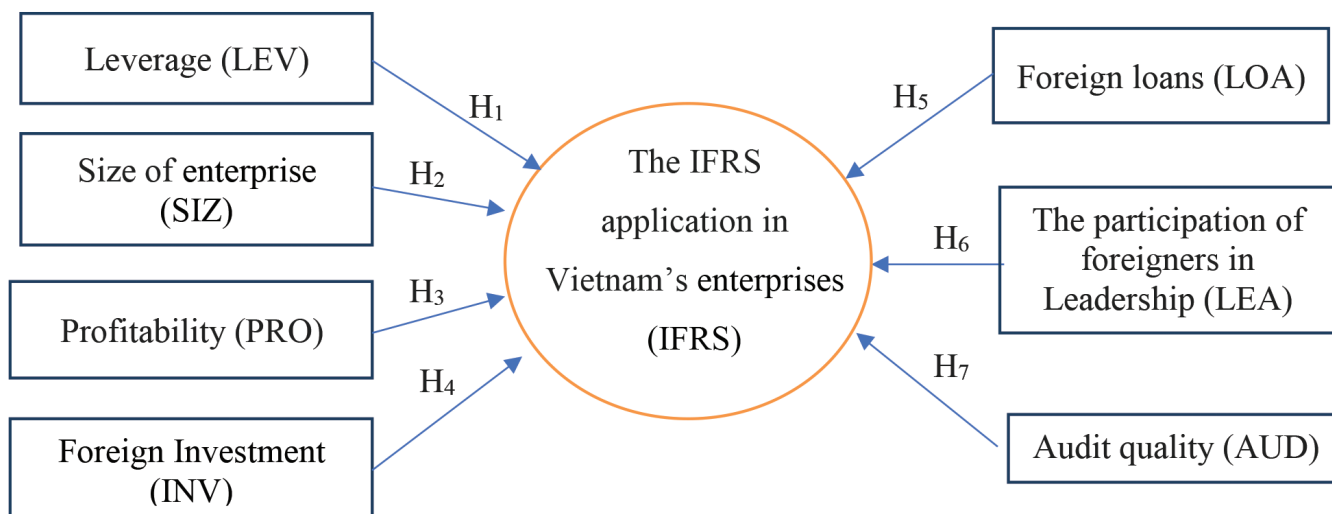 Leverage (LEV)
H₁
Size of enterprise
(SIZ)
H₂
Profitability (PRO)
H₃
Foreign Investment
(INV)
H₄
The IFRS
application in
Vietnam’s enterprises
(IFRS)
Foreign loans (LOA)
H₅
The participation of
foreigners in
Leadership (LEA)
H₆
Audit quality (AUD)
H₇